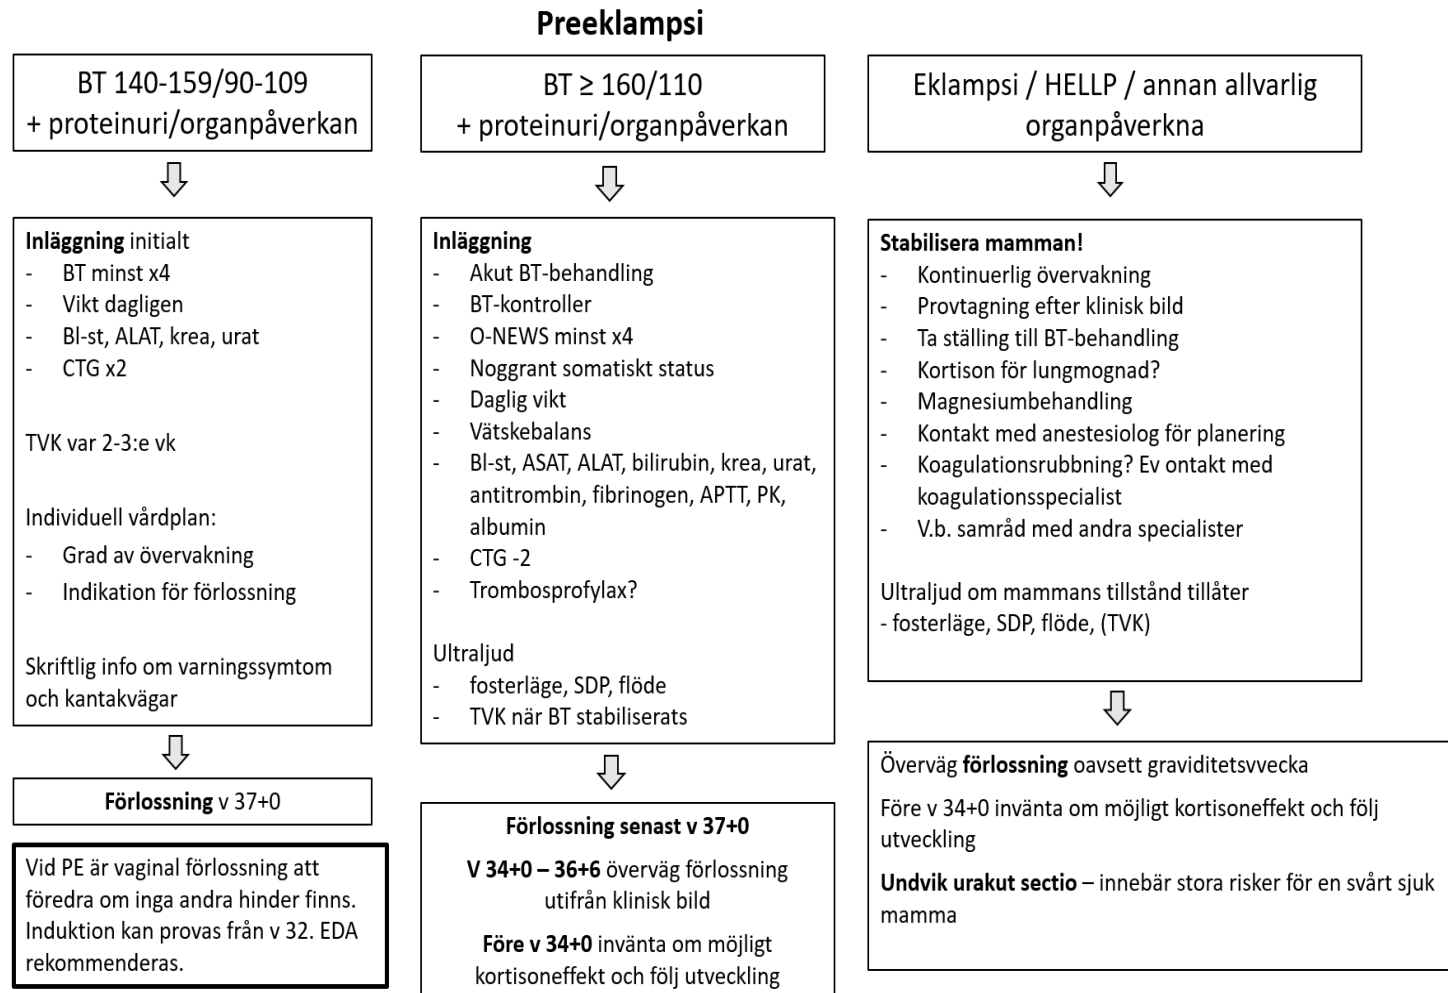 Preeklampsi
BT 140-159/90-109
+ proteinuri/organpåverkan
Inläggning initialt
- BT minst x4
- Vikt dagligen
- Bl-st, ALAT, krea, urat
- CTG x2
TVK var 2-3:e vk
Individuell vårdplan:
- Grad av övervakning
- Indikation för förlossning
Skriftlig info om varningssymtom
och kantakvägar
Förlossning v 37+0
Vid PE är vaginal förlossning att
föredra om inga andra hinder finns.
Induktion kan provas från v 32. EDA
rekommenderas.
BT ≥ 160/110
+ proteinuri/organpåverkan
Inläggning
- Akut BT-behandling
- BT-kontroller
- O-NEWS minst x4
- Noggrant somatiskt status
- Daglig vikt
- Vätskebalans
- Bl-st, ASAT, ALAT, bilirubin, krea, urat,
antitrombin, fibrinogen, APTT, PK,
albumin
- CTG -2
- Trombosprofylax?
Ultraljud
- fosterläge, SDP, flöde
- TVK när BT stabiliserats
Förlossning senast v 37+0
V 34+0 – 36+6 överväg förlossning
utifrån klinisk bild
Före v 34+0 invänta om möjligt
kortisoneffekt och följ utveckling
Eklampsi / HELLP / annan allvarlig
organpåverkna
Stabilisera mamman!
- Kontinuerlig övervakning
- Provtagning efter klinisk bild
- Ta ställing till BT-behandling
- Kortison för lungmognad?
- Magnesiumbehandling
- Kontakt med anestesiolog för planering
- Koagulationsrubbning? Ev ontakt med
koagulationsspecialist
- V.b. samråd med andra specialister
Ultraljud om mammans tillstånd tillåter
- fosterläge, SDP, flöde, (TVK)
Överväg förlossning oavsett graviditetsvvecka
Före v 34+0 invänta om möjligt kortisoneffekt och följ
utveckling
Undvik urakut sectio – innebär stora risker för en svårt sjuk
mamma